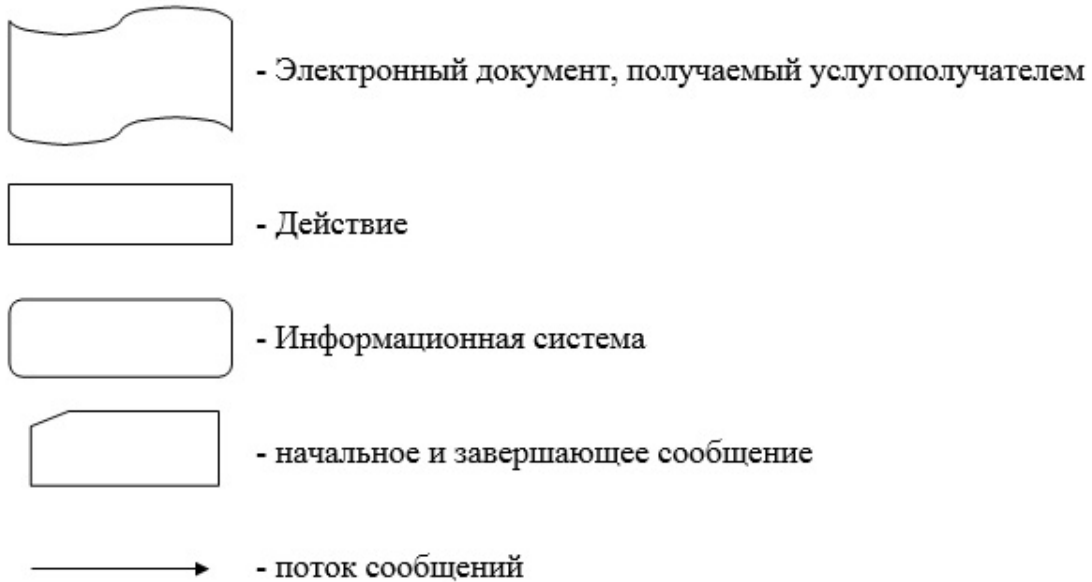 - Электронный документ, получаемый услугополучателем
- Действие
- Информационная система
- начальное и завершающее сообщение
- поток сообщений